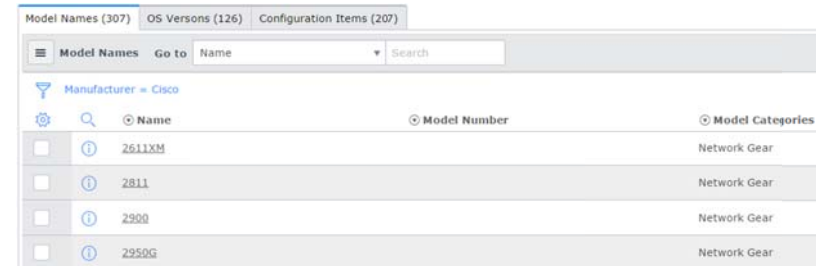 Model Names (307) OS Versons (126) Configuration Items (207)
Model Names Go to Name Search
Manufacturer = Cisco
Name Model Number Model Categories
2611XM Network Gear
2811 Network Gear
2900 Network Gear
2950G Network Gear